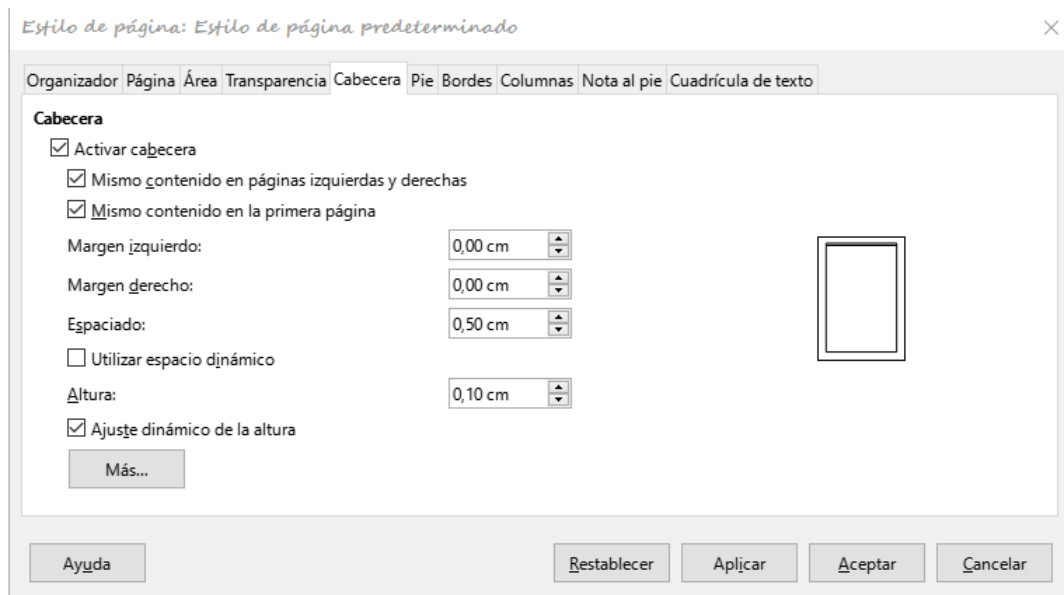 Estilo de página: Estilo de página predeterminado
Organizador Página Área Transparencia Cabecera Pie Bordes Columnas Nota al pie Cuadrícula de texto
Cabecera
Activar cabecera
Mismo contenido en páginas izquierdas y derechas
Mismo contenido en la primera página
Margen izquierdo: 0,00 cm
Margen derecho: 0,00 cm
Espaciado: 0,50 cm
Utilizar espacio dinámico
Altura: 0,10 cm
Ajuste dinámico de la altura
Más...
Ayuda Restablecer Aplicar Aceptar Cancelar